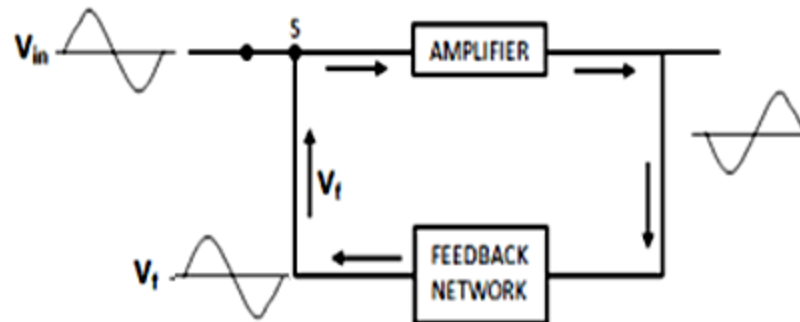 S
Vin
AMPLIFIER
Vf
Vf
FEEDBACK
NETWORK